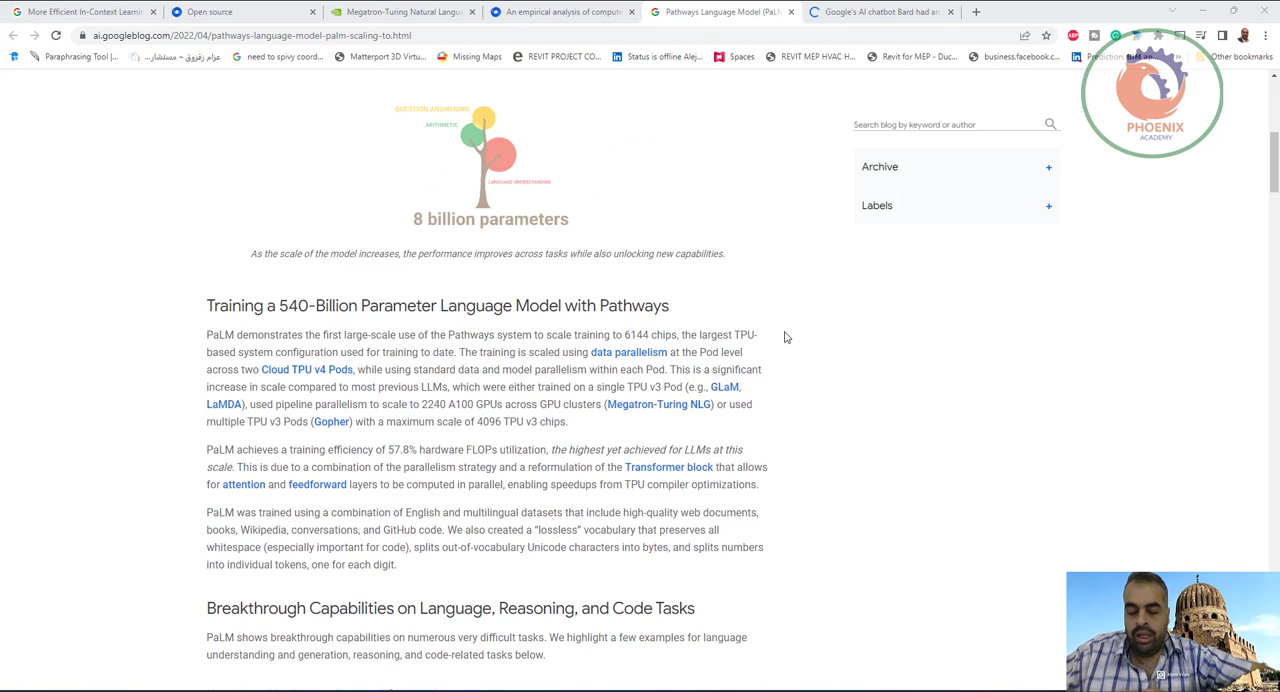 More Efficient In-Context Learni
Open source
Megatron-Turing Natural Langua
An empirical analysis of compute
Pathways Language Model (PaL
Google's AI chatbot Bard had an
ai.googleblog.com/2022/04/pathways-language-model-palm-scaling-to.html
Paraphrasing Tool |...
عزام زقزوق – مستشار...
need to spivy coord...
Matterport 3D Virtu...
Missing Maps
REVIT PROJECT CO...
Status is offline Alej...
Spaces
REVIT MEP HVAC H...
Revit for MEP - Duc...
business.facebook.c...
Other bookmarks
PHOENIX
ACADEMY
QUESTION ANSWERING
ARITHMETIC
LANGUAGE UNDERSTANDING
8 billion parameters
Search blog by keyword or author
Archive
Labels
As the scale of the model increases, the performance improves across tasks while also unlocking new capabilities.
Training a 540-Billion Parameter Language Model with Pathways
PaLM demonstrates the first large-scale use of the Pathways system to scale training to 6144 chips, the largest TPU-
based system configuration used for training to date. The training is scaled using data parallelism at the Pod level
across two Cloud TPU v4 Pods, while using standard data and model parallelism within each Pod. This is a significant
increase in scale compared to most previous LLMs, which were either trained on a single TPU v3 Pod (e.g., GLaM,
LaMDA), used pipeline parallelism to scale to 2240 A100 GPUs across GPU clusters (Megatron-Turing NLG) or used
multiple TPU v3 Pods (Gopher) with a maximum scale of 4096 TPU v3 chips.
PaLM achieves a training efficiency of 57.8% hardware FLOPs utilization, the highest yet achieved for LLMs at this
scale. This is due to a combination of the parallelism strategy and a reformulation of the Transformer block that allows
for attention and feedforward layers to be computed in parallel, enabling speedups from TPU compiler optimizations.
PaLM was trained using a combination of English and multilingual datasets that include high-quality web documents,
books, Wikipedia, conversations, and GitHub code. We also created a “lossless” vocabulary that preserves all
whitespace (especially important for code), splits out-of-vocabulary Unicode characters into bytes, and splits numbers
into individual tokens, one for each digit.
Breakthrough Capabilities on Language, Reasoning, and Code Tasks
PaLM shows breakthrough capabilities on numerous very difficult tasks. We highlight a few examples for language
understanding and generation, reasoning, and code-related tasks below.